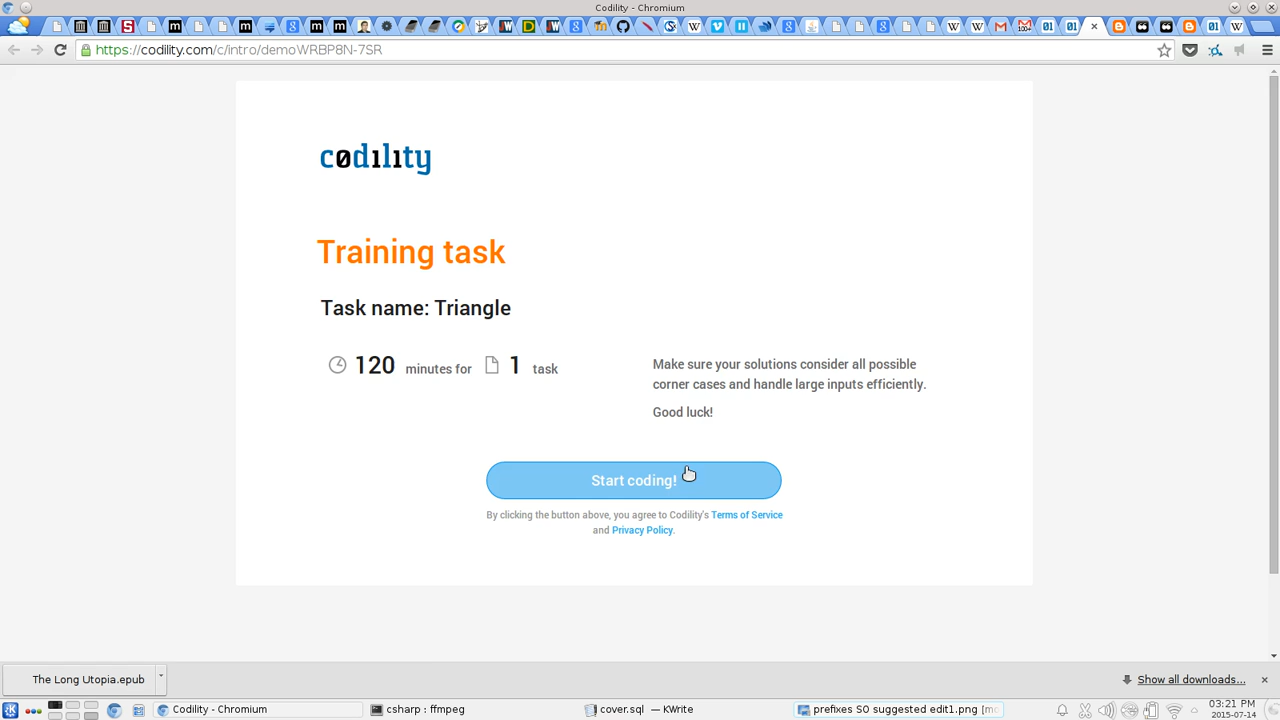 Codility - Chromium
https://codility.com/c/intro/demoWRBP8N-7SR
codility
Training task
Task name: Triangle
120 minutes for 1 task
Make sure your solutions consider all possible
corner cases and handle large inputs efficiently.
Good luck!
Start coding!
By clicking the button above, you agree to Codility's Terms of Service
and Privacy Policy.
The Long Utopia.epub
Show all downloads...
Codility - Chromium
csharp : ffmpeg
cover.sql — KWrite
prefixes SO suggested edit1.png [mo
03:21 PM
2015-07-14